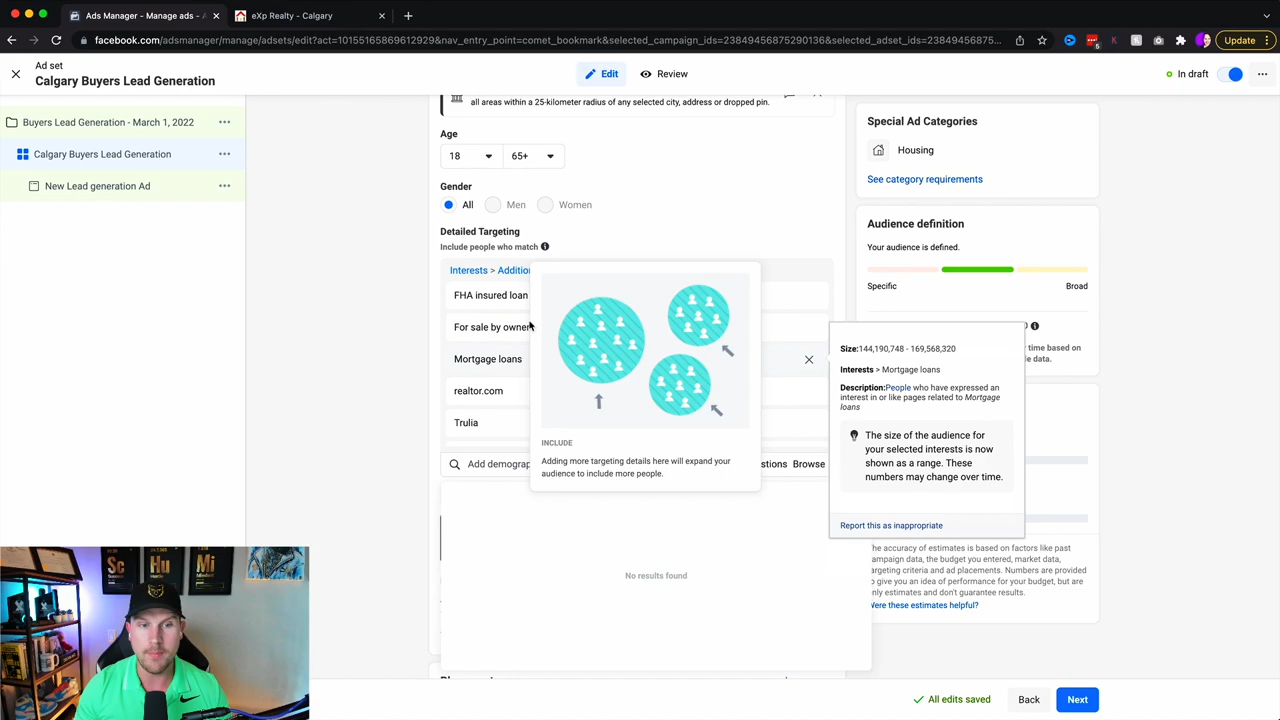 Ads Manager - Manage ads -
eXp Realty - Calgary
facebook.com/adsmanager/manage/adsets/edit?act=10155165869612929&nav_entry_point=comet_bookmark&selected_campaign_ids=23849456875290136&selected_adset_ids=238494568 75...
5
K
Update
Ad set
Calgary Buyers Lead Generation
Edit
Review
In draft
Buyers Lead Generation - March 1, 2022
Calgary Buyers Lead Generation
New Lead generation Ad
all areas within a 25-kilometer radius of any selected city, address or dropped pin.
Age
18
65+
Gender
All
Men
Women
Detailed Targeting
Include people who match
Interests > Addition
FHA insured loan
For sale by owner
Mortgage loans
realtor.com
Trulia
Add demograp
stions
Browse
INCLUDE
Adding more targeting details here will expand your
audience to include more people.
No results found
Special Ad Categories
Housing
See category requirements
Audience definition
Your audience is defined.
Specific
Broad
r time based on
le data.
Size:144,190,748 - 169,568,320
Interests > Mortgage loans
Description:People who have expressed an
interest in or like pages related to Mortgage
loans
The size of the audience for
your selected interests is now
shown as a range. These
numbers may change over time.
Report this as inappropriate
he accuracy of estimates is based on factors like past
ampaign data, the budget you entered, market data,
argeting criteria and ad placements. Numbers are provided
o give you an idea of performance for your budget, but are
nly estimates and don't guarantee results.
Were these estimates helpful?
Sc
Hu
Mi
All edits saved
Back
Next